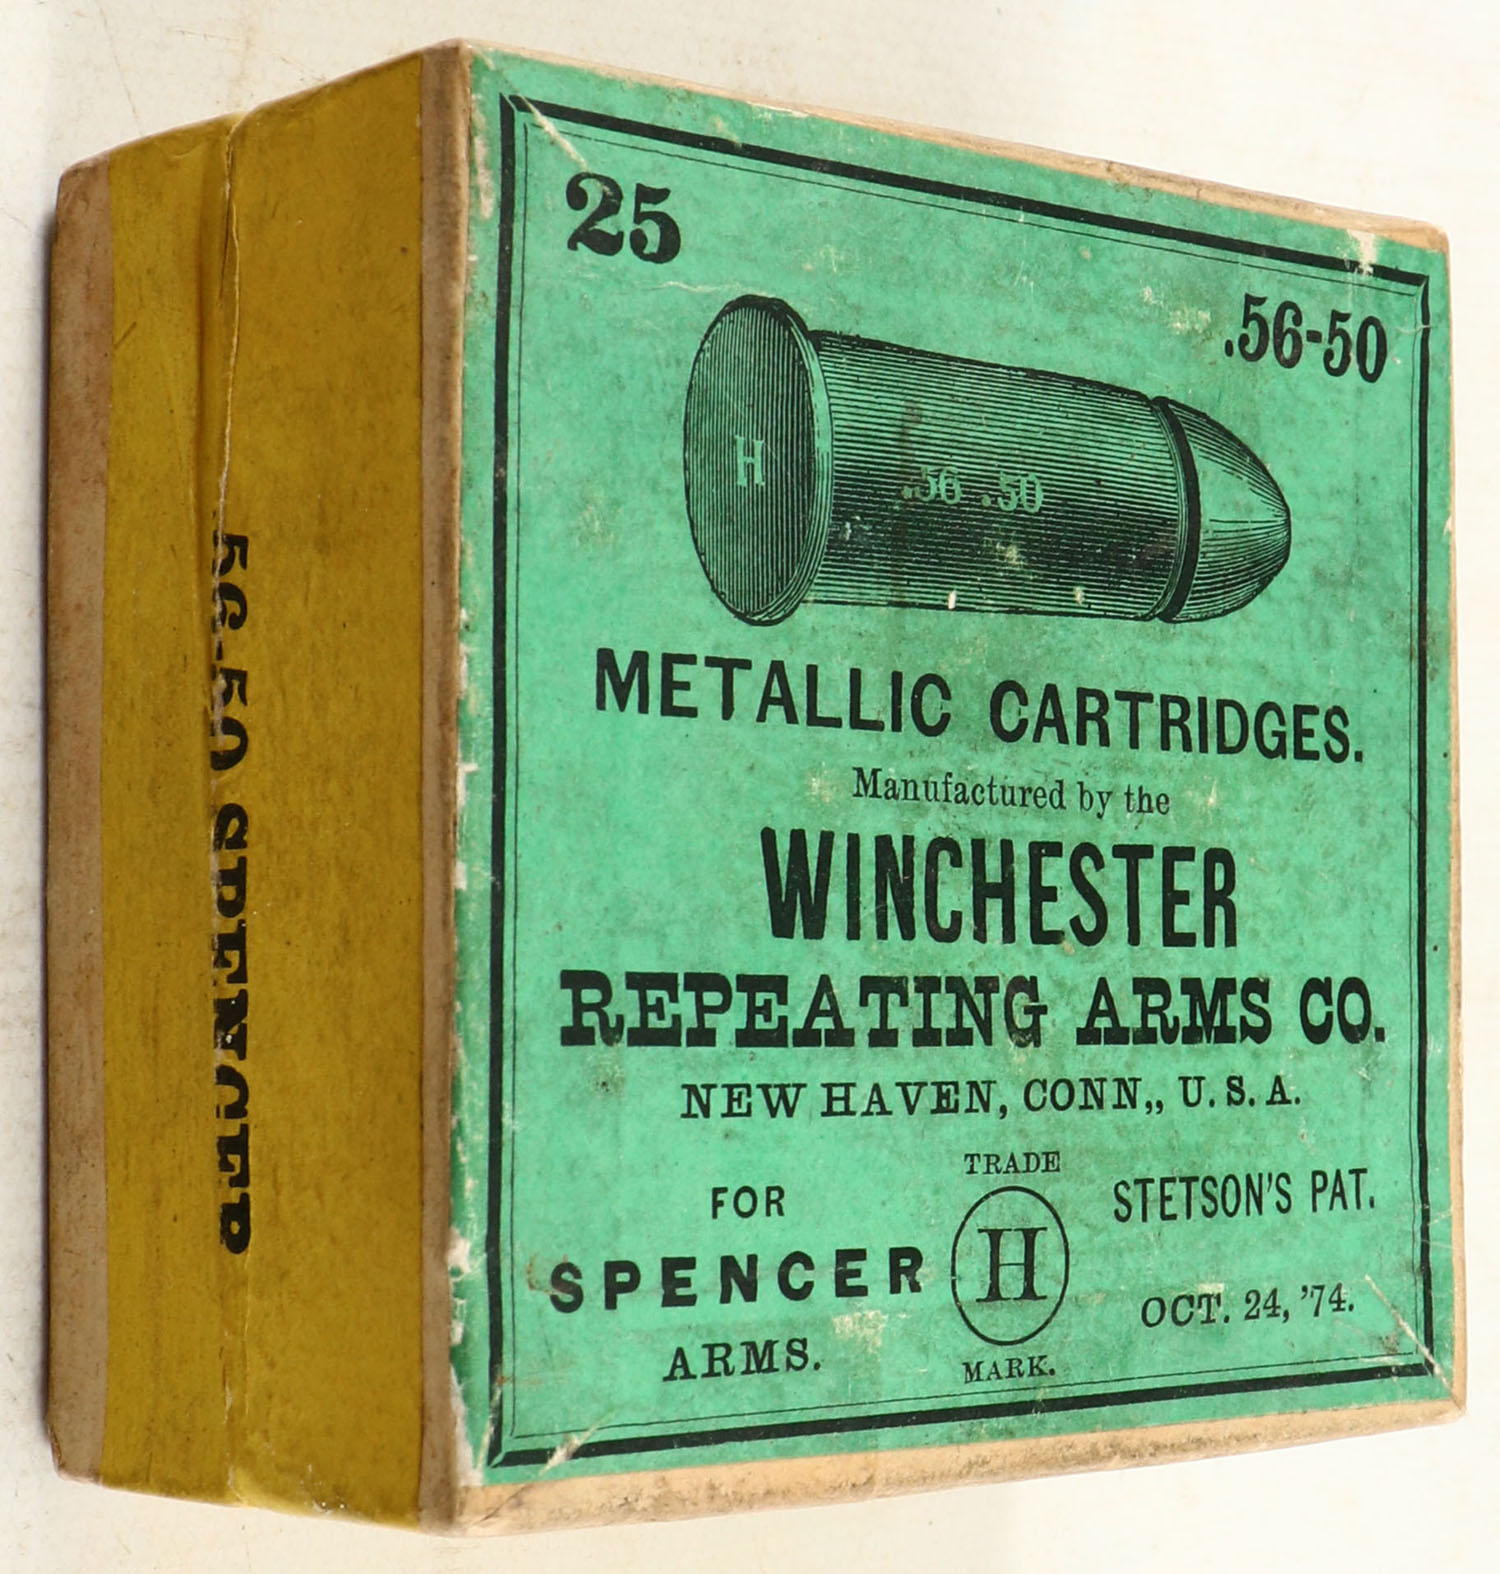 25
.56-50
H
.56 .50
METALLIC CARTRIDGES.
Manufactured by the
WINCHESTER
REPEATING ARMS CO.
NEW HAVEN, CONN,, U. S. A.
FOR
SPENCER
ARMS.
TRADE
H
MARK.
STETSON'S PAT.
OCT. 24, '74.
56-50 SPENCER